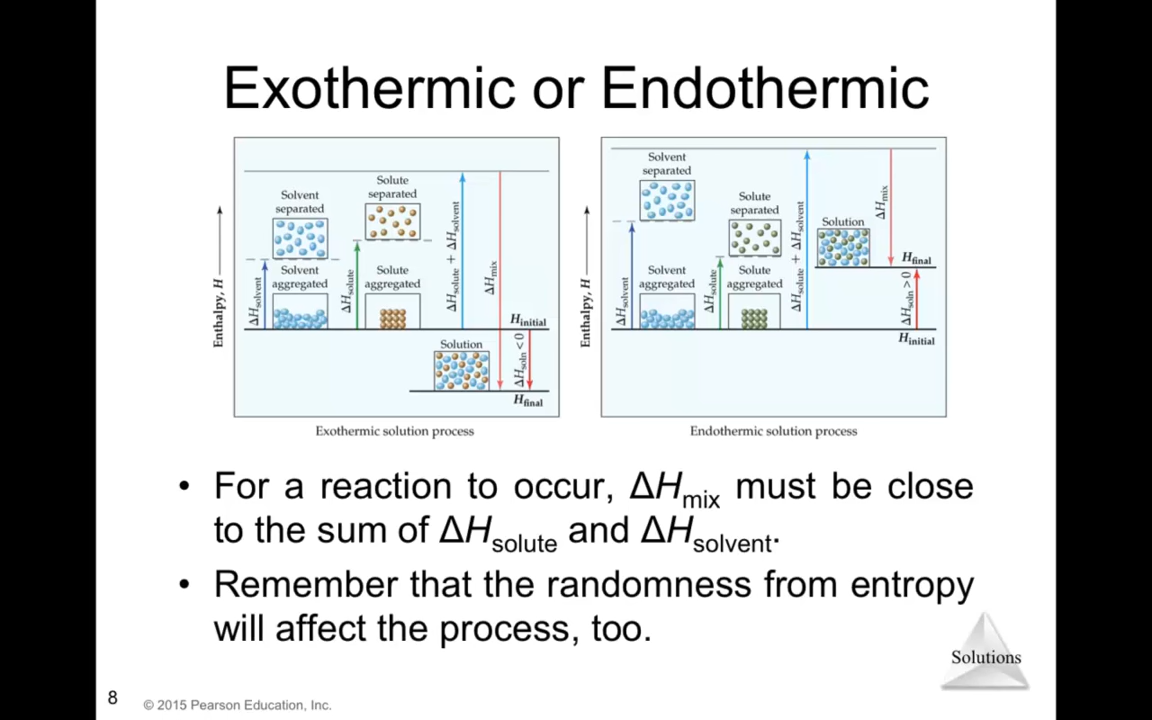 Exothermic or Endothermic
Enthalpy, H
Solvent
separated
Solute
separated
Solvent
aggregated
Solute
aggregated
ΔHsolvent
ΔHsolute
ΔHsolute + ΔHsolvent
ΔHmix
Hinitial
Solution
ΔHsoln < 0
Hfinal
Exothermic solution process
Enthalpy, H
Solvent
separated
Solute
separated
Solvent
aggregated
Solute
aggregated
ΔHsolvent
ΔHsolute
ΔHsolute + ΔHsolvent
Solution
ΔHmix
Hfinal
ΔHsoln > 0
Hinitial
Endothermic solution process
• For a reaction to occur, ΔHmix must be close
to the sum of ΔHsolute and ΔHsolvent.
• Remember that the randomness from entropy
will affect the process, too.
Solutions
8
© 2015 Pearson Education, Inc.